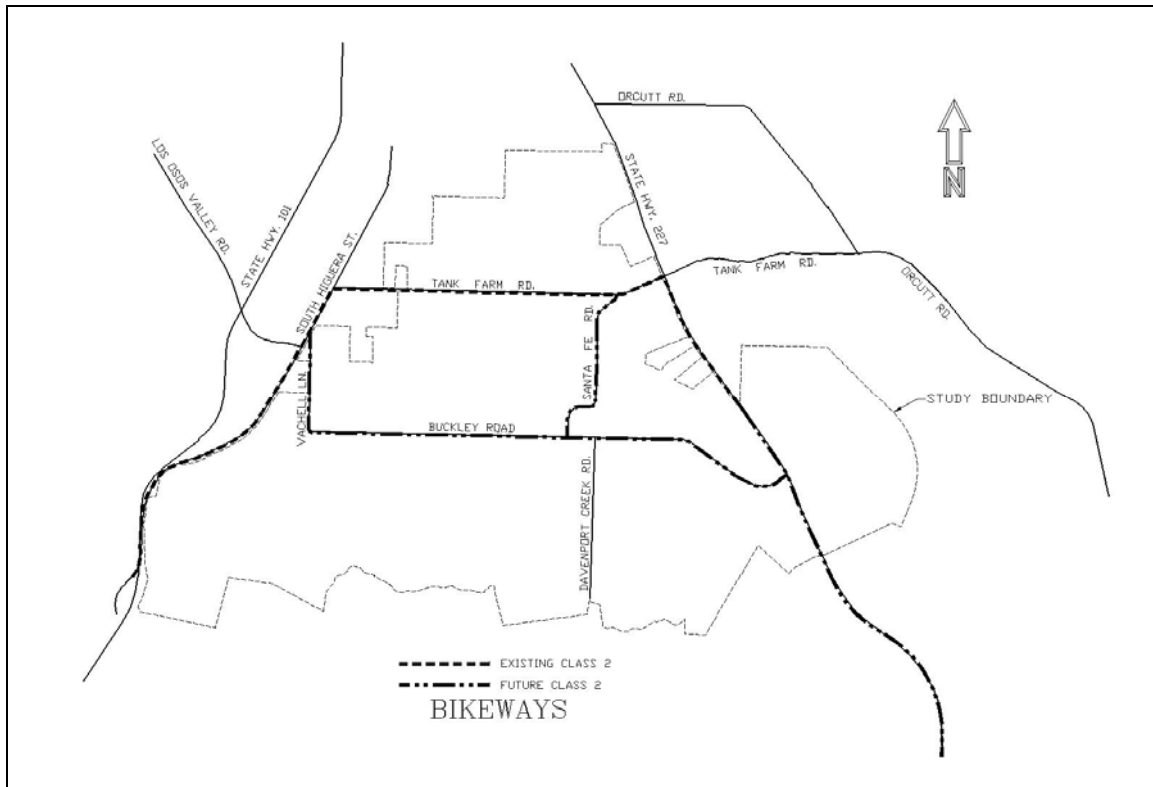 ORCUTT RD.
LOS OSOS VALLEY RD.
STATE HWY. 101
SOUTH HIGUERA ST.
STATE HWY. 227
N
TANK FARM RD.
TANK FARM RD.
ORCUTT RD.
SANTA FE RD.
VACHELL LN.
BUCKLEY ROAD
STUDY BOUNDARY
DAVENPORT CREEK RD.
EXISTING CLASS 2
FUTURE CLASS 2
BIKEWAYS